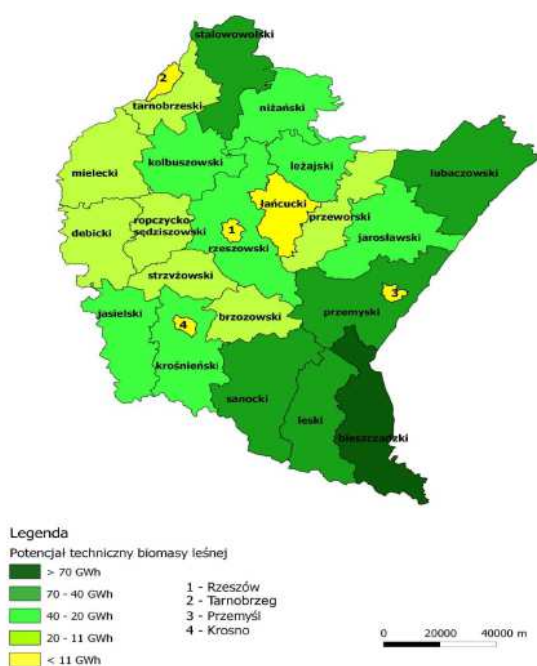 stalowowolski
2
tarnobrzeski
niżański
mielecki
kolbuszowski
leżajski
lubaczowski
łańcucki
ropczycko-
sędziszowski
1
przeworski
dębicki
rzeszowski
jarosławski
strzyżowski
3
jasielski
brzozowski
przemyski
4
krośnieński
sanocki
leski
bieszczadzki
Legenda
Potencjał techniczny biomasy leśnej
> 70 GWh
70 - 40 GWh
40 - 20 GWh
20 - 11 GWh
< 11 GWh
1 - Rzeszów
2 - Tarnobrzeg
3 - Przemyśl
4 - Krosno
0 20000 40000 m